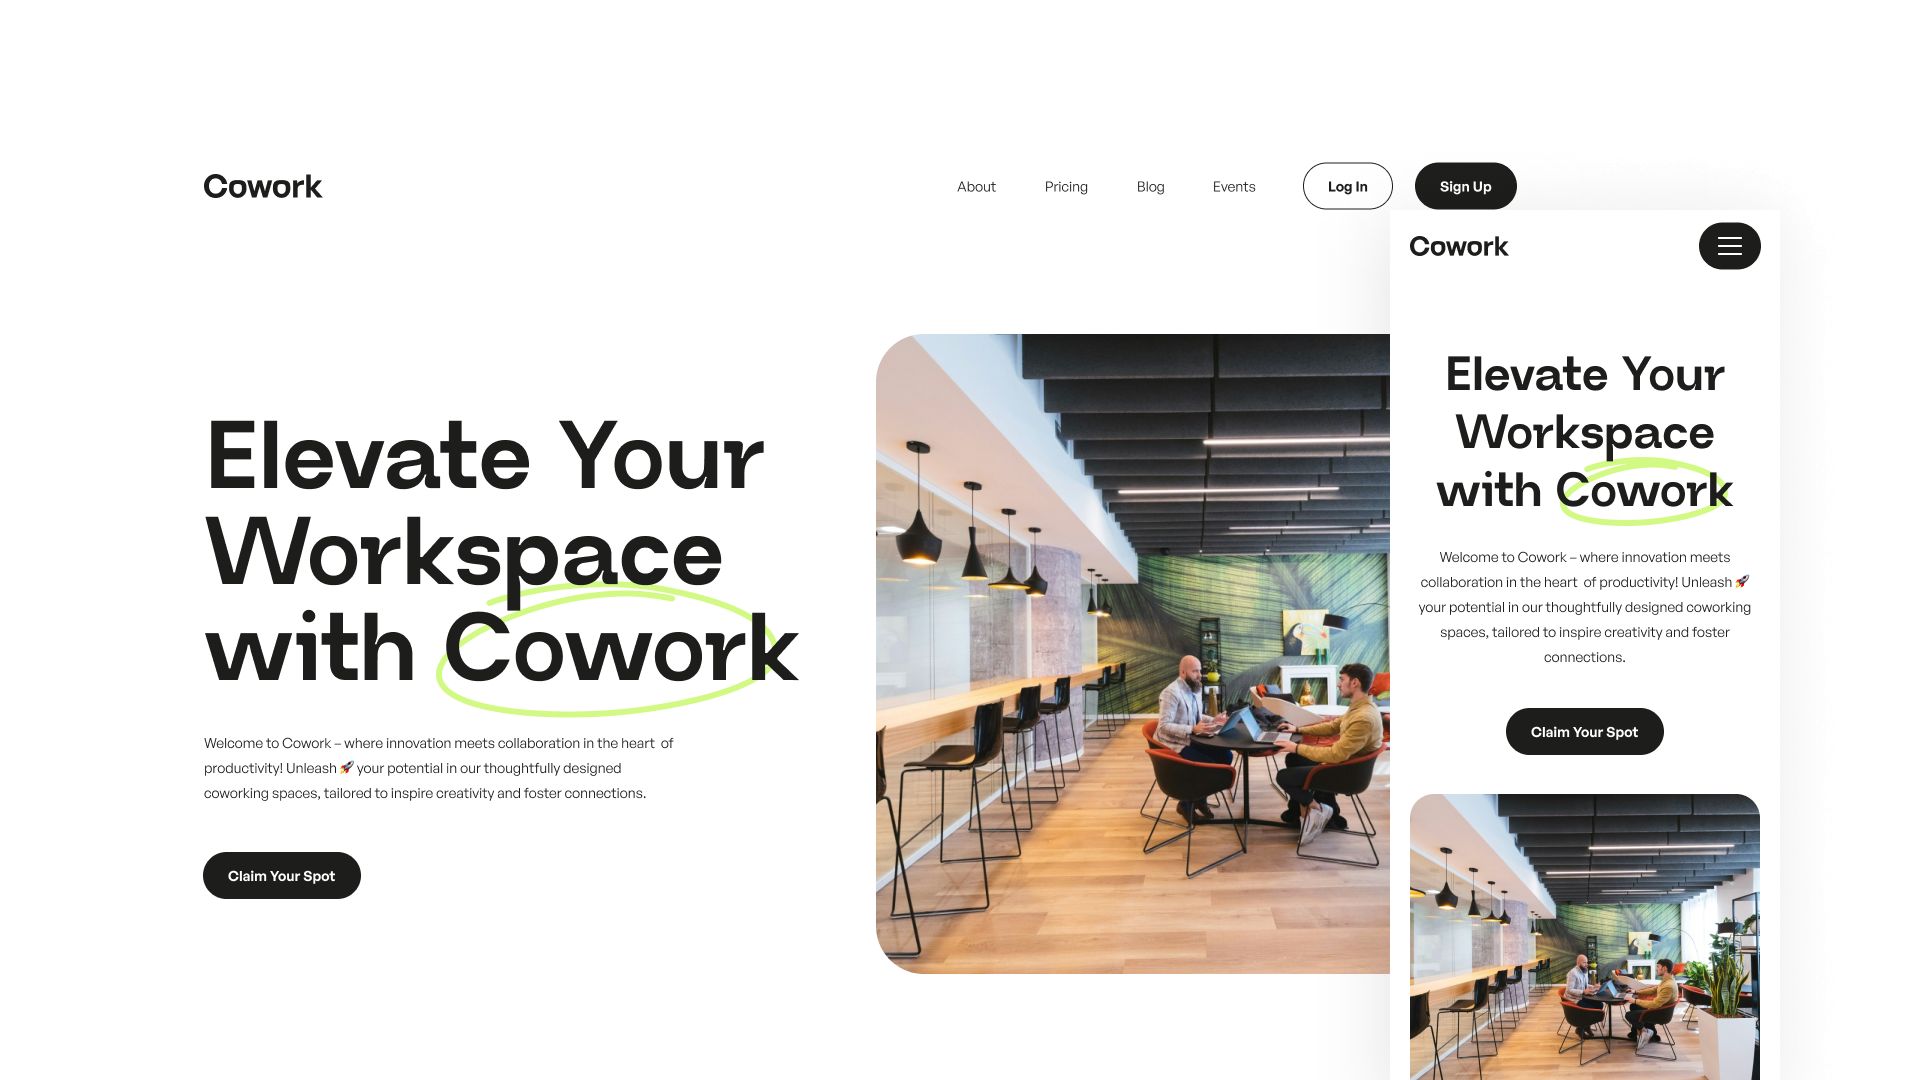 Cowork
About
Pricing
Blog
Events
Log In
Sign Up
Elevate Your
Workspace
with Cowork
Welcome to Cowork – where innovation meets collaboration in the heart of
productivity! Unleash 🚀 your potential in our thoughtfully designed
coworking spaces, tailored to inspire creativity and foster connections.
Claim Your Spot
Cowork
Elevate Your
Workspace
with Cowork
Welcome to Cowork – where innovation meets
collaboration in the heart of productivity! Unleash 🚀
your potential in our thoughtfully designed coworking
spaces, tailored to inspire creativity and foster
connections.
Claim Your Spot